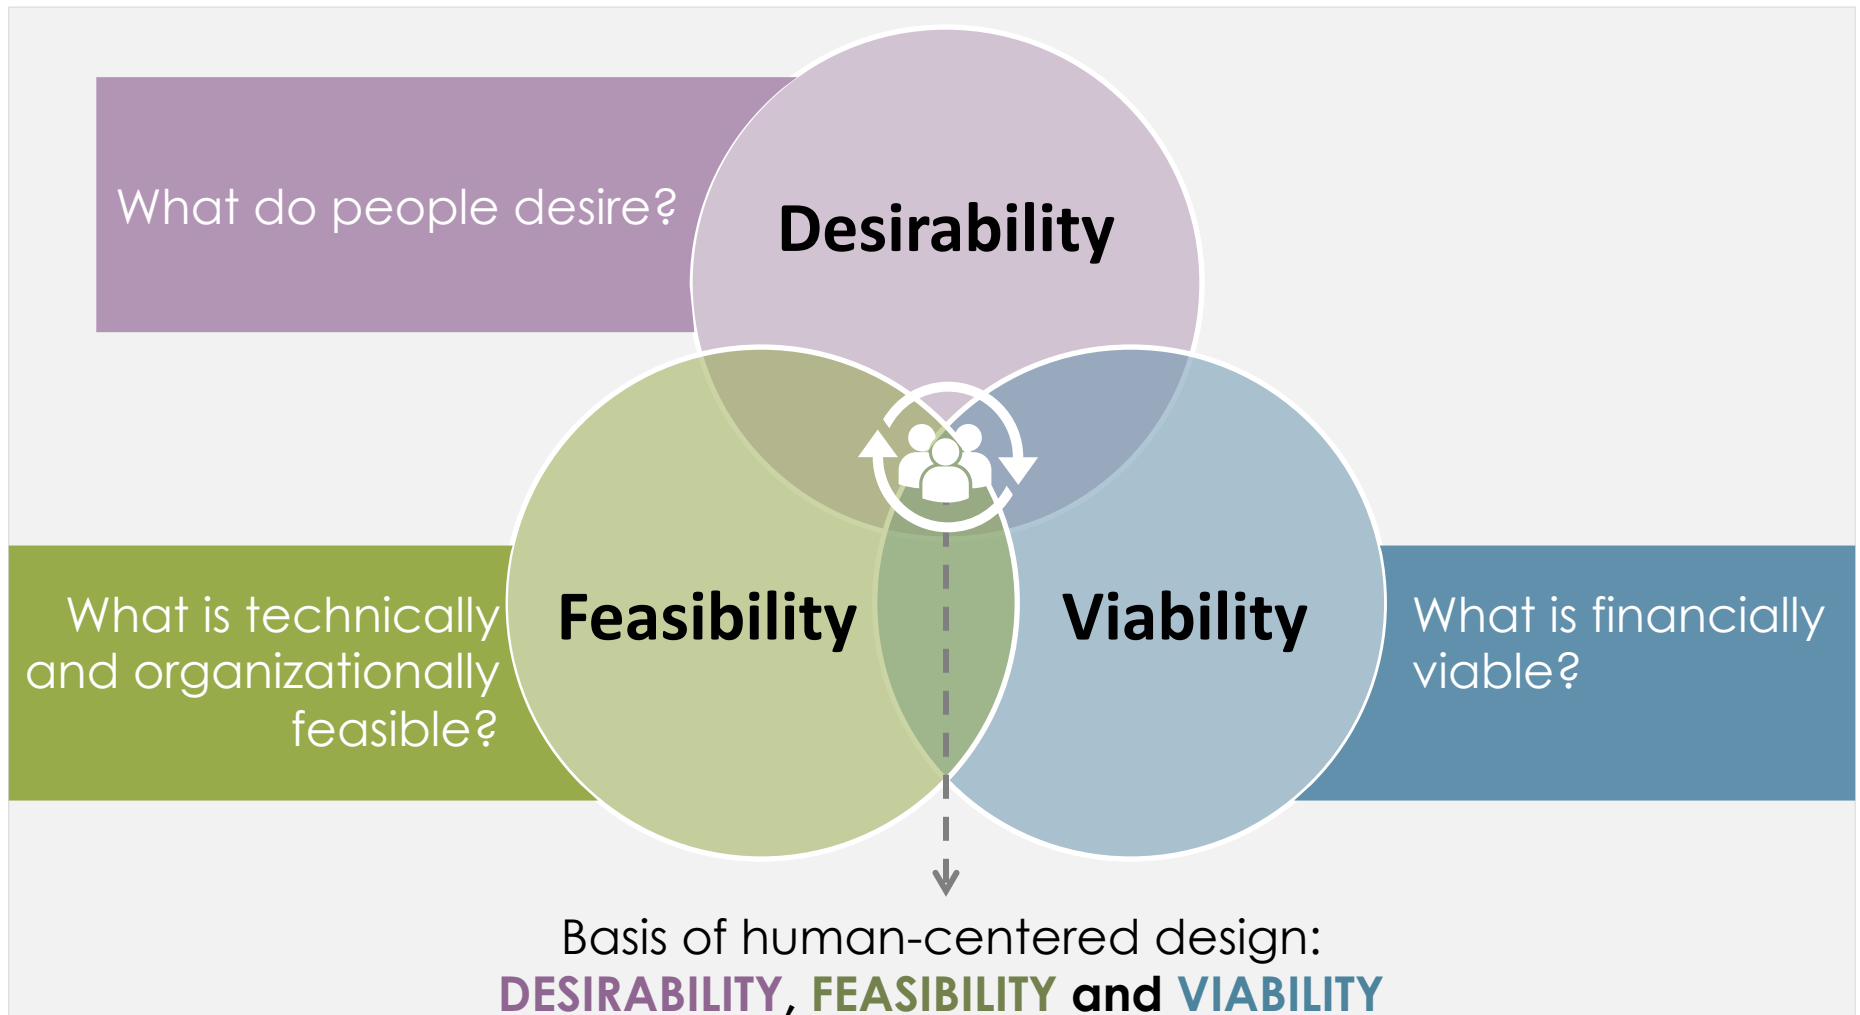 What do people desire?
Desirability
What is technically
and organizationally
feasible?
Feasibility
Viability
What is financially
viable?
Basis of human-centered design:
DESIRABILITY, FEASIBILITY and VIABILITY